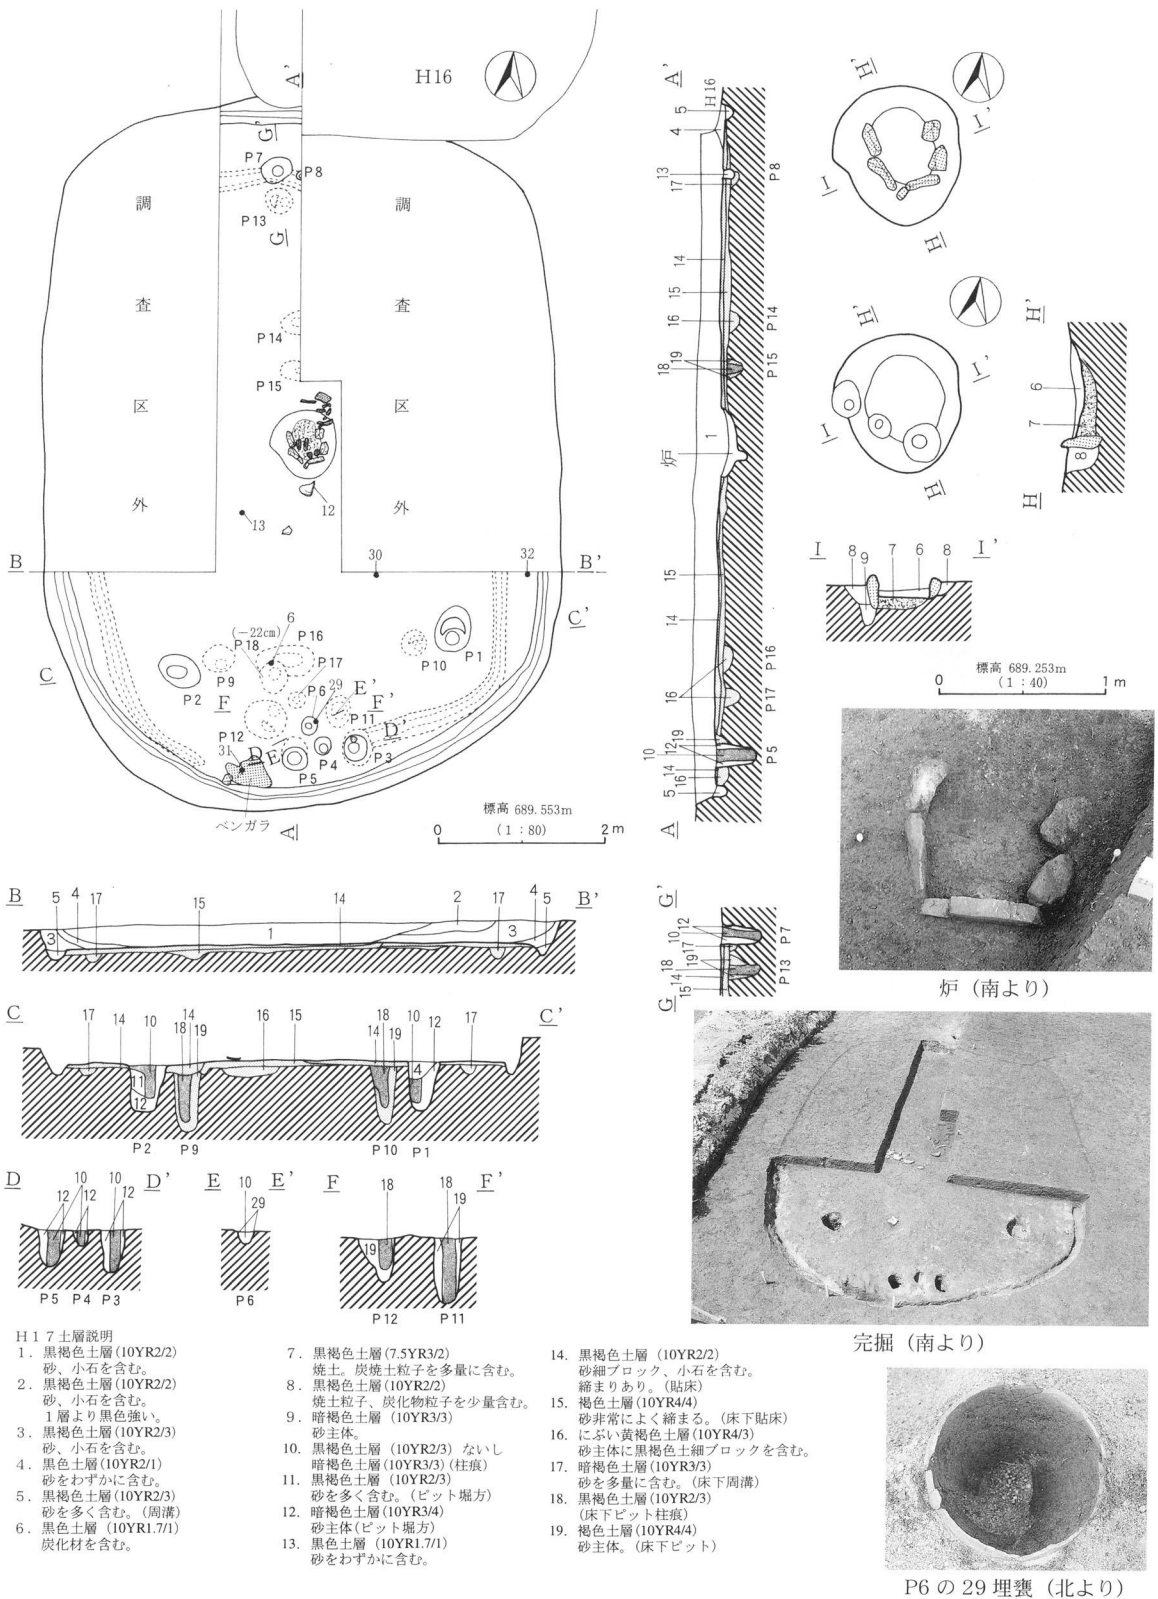 H16
A'
G'
P7
P8
P13
G
調
査
区
外
調
査
区
外
P14
P15
12
13
B
30
32
B'
C'
(−22cm)
6
P18
P16
P10
P1
C
P9
P17
P2
F
P6
29
E'
F'
P11
D'
P12
31
D
E
P4
P3
P5
ベンガラ
A
標高 689.553m
0
(1：80)
2m
A'
H16
5
4
13
17
P8
14
15
16
P14
19
18
P15
1
炉
15
14
P16
16
P17
19
12
10
P5
14
16
5
A
H'
I'
I
H
H'
I'
I
H
H'
6
7
8
H
I
8
9
7
6
8
I'
標高 689.253m
0
(1：40)
1m
炉（南より）
B
5
4
17
15
14
2
17
4
5
B'
3
1
3
G'
12
10
17
P7
19
18
14
P13
15
G
C
17
14
10
14
18
19
16
15
18
14
19
10
12
17
C'
11
12
4
P2
P9
P10
P1
D
12
10
12
10
12
D'
P5
P4
P3
E
10
29
E'
P6
F
18
18
19
F'
19
P12
P11
完掘（南より）
H17土層説明
1．黒褐色土層(10YR2/2)
砂、小石を含む。
2．黒褐色土層(10YR2/2)
砂、小石を含む。
1層より黒色強い。
3．黒褐色土層(10YR2/3)
砂、小石を含む。
4．黒色土層(10YR2/1)
砂をわずかに含む。
5．黒褐色土層(10YR2/3)
砂を多く含む。(周溝)
6．黒色土層 (10YR1.7/1)
炭化材を含む。
7．黒褐色土層(7.5YR3/2)
焼土。炭焼土粒子を多量に含む。
8．黒褐色土層(10YR2/2)
焼土粒子、炭化物粒子を少量含む。
9．暗褐色土層 (10YR3/3)
砂主体。
10．黒褐色土層 (10YR2/3) ないし
暗褐色土層(10YR3/3)(柱痕)
11．黒褐色土層 (10YR2/3)
砂を多く含む。(ピット堀方)
12．暗褐色土層 (10YR3/4)
砂主体(ピット堀方)
13．黒色土層 (10YR1.7/1)
砂をわずかに含む。
14．黒褐色土層 (10YR2/2)
砂細ブロック、小石を含む。
締まりあり。(貼床)
15．褐色土層(10YR4/4)
砂非常によく締まる。(床下貼床)
16．にぶい黄褐色土層(10YR4/3)
砂主体に黒褐色土細ブロックを含む。
17．暗褐色土層(10YR3/3)
砂を多量に含む。(床下周溝)
18．黒褐色土層(10YR2/3)
(床下ピット柱痕)
19．褐色土層(10YR4/4)
砂主体。(床下ピット)
P6の29埋甕（北より）